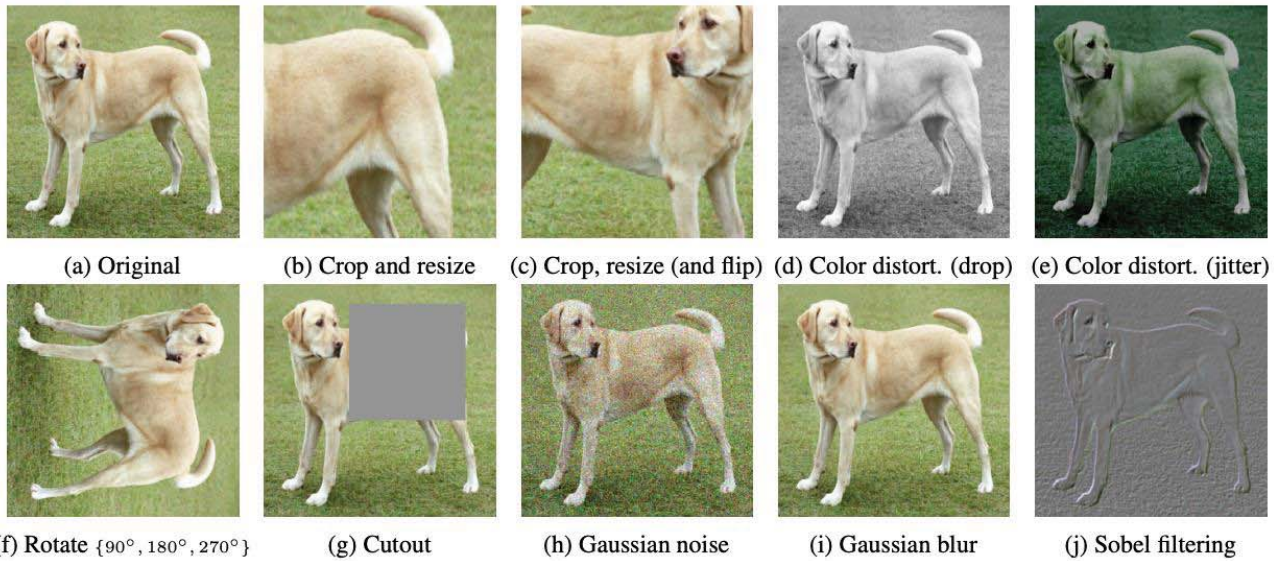 (a) Original
(b) Crop and resize
(c) Crop, resize (and flip)
(d) Color distort. (drop)
(e) Color distort. (jitter)
(f) Rotate {90°, 180°, 270°}
(g) Cutout
(h) Gaussian noise
(i) Gaussian blur
(j) Sobel filtering